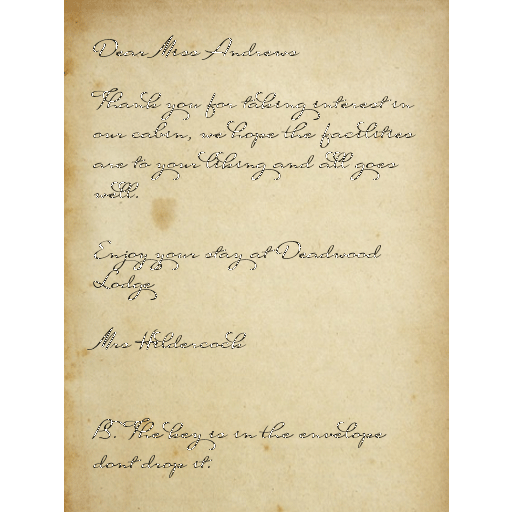 Dear Miss Andrews
Thank you for taking interest in
our cabin, we hope the facilities
are to your liking and all goes
well.
Enjoy your stay at Deadwood
Lodge
Mrs Hildercock
B. The key is in the envelope
dont drop it.